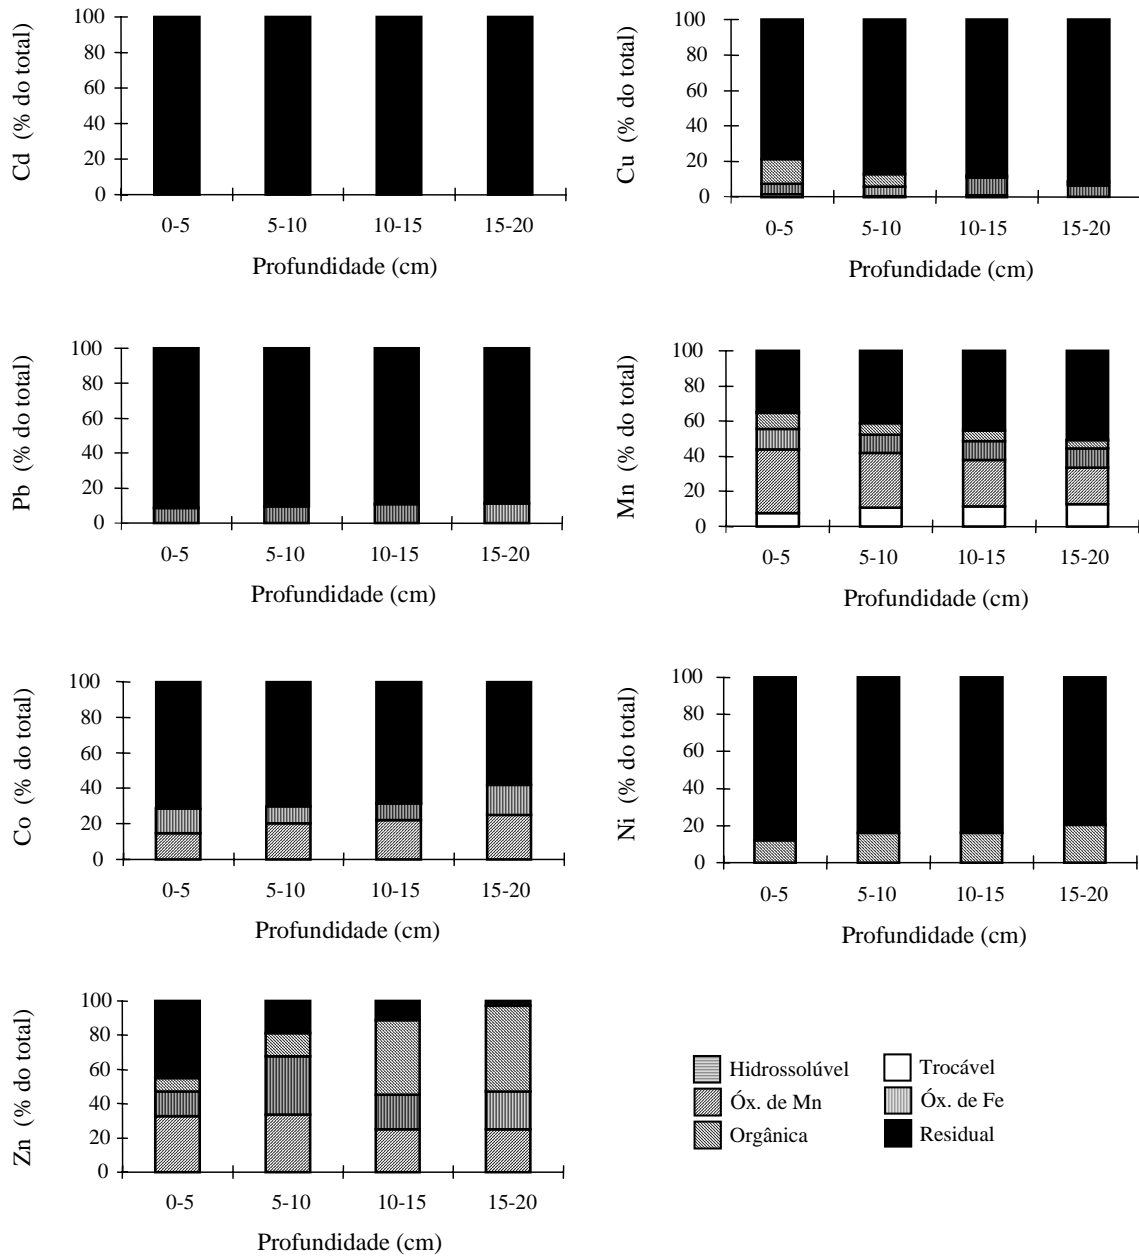 Cd (% do total)
100
80
60
40
20
0
0-5 5-10 10-15 15-20
Profundidade (cm)
Cu (% do total)
100
80
60
40
20
0
0-5 5-10 10-15 15-20
Profundidade (cm)
Pb (% do total)
100
80
60
40
20
0
0-5 5-10 10-15 15-20
Profundidade (cm)
Mn (% do total)
100
80
60
40
20
0
0-5 5-10 10-15 15-20
Profundidade (cm)
Co (% do total)
100
80
60
40
20
0
0-5 5-10 10-15 15-20
Profundidade (cm)
Ni (% do total)
100
80
60
40
20
0
0-5 5-10 10-15 15-20
Profundidade (cm)
Zn (% do total)
100
80
60
40
20
0
0-5 5-10 10-15 15-20
Profundidade (cm)
Hidrossolúvel Trocável
Óx. de Mn Óx. de Fe
Orgânica Residual